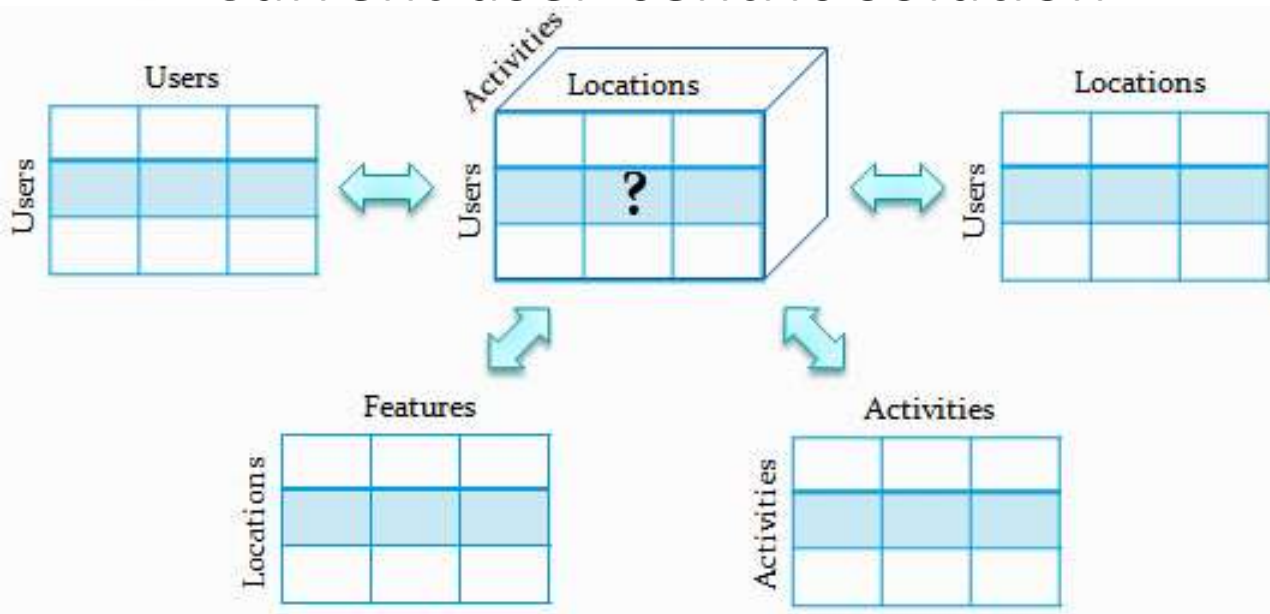 Users
Users
Activities
Locations
Users
?
Locations
Users
Features
Locations
Activities
Activities